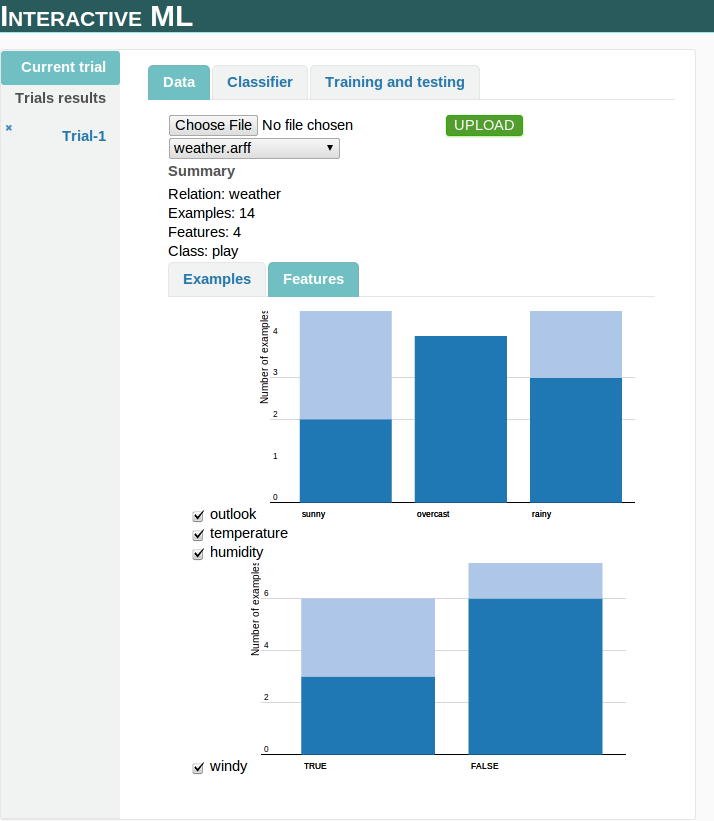 INTERACTIVE ML
Current trial
Trials results
× Trial-1
Data Classifier Training and testing
Choose File No file chosen UPLOAD
weather.arff
Summary
Relation: weather
Examples: 14
Features: 4
Class: play
Examples Features
Number of examples
4
3
2
1
0
sunny overcast rainy
outlook
temperature
humidity
Number of examples
6
4
2
0
TRUE FALSE
windy